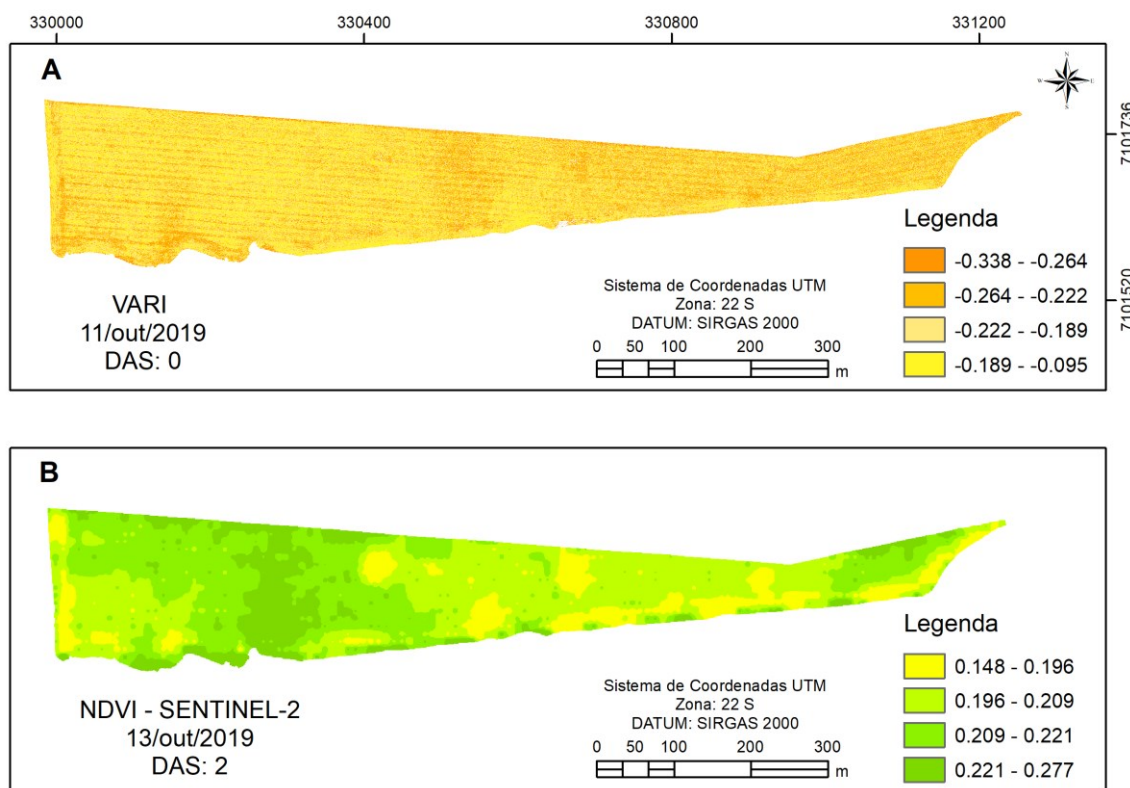 330000 330400 330800 331200
A
N
W
S
7101736
7101520
VARI
11/out/2019
DAS: 0
Sistema de Coordenadas UTM
Zona: 22 S
DATUM: SIRGAS 2000
0 50 100 200 300
m
Legenda
-0.338 - -0.264
-0.264 - -0.222
-0.222 - -0.189
-0.189 - -0.095
B
NDVI - SENTINEL-2
13/out/2019
DAS: 2
Sistema de Coordenadas UTM
Zona: 22 S
DATUM: SIRGAS 2000
0 50 100 200 300
m
Legenda
0.148 - 0.196
0.196 - 0.209
0.209 - 0.221
0.221 - 0.277